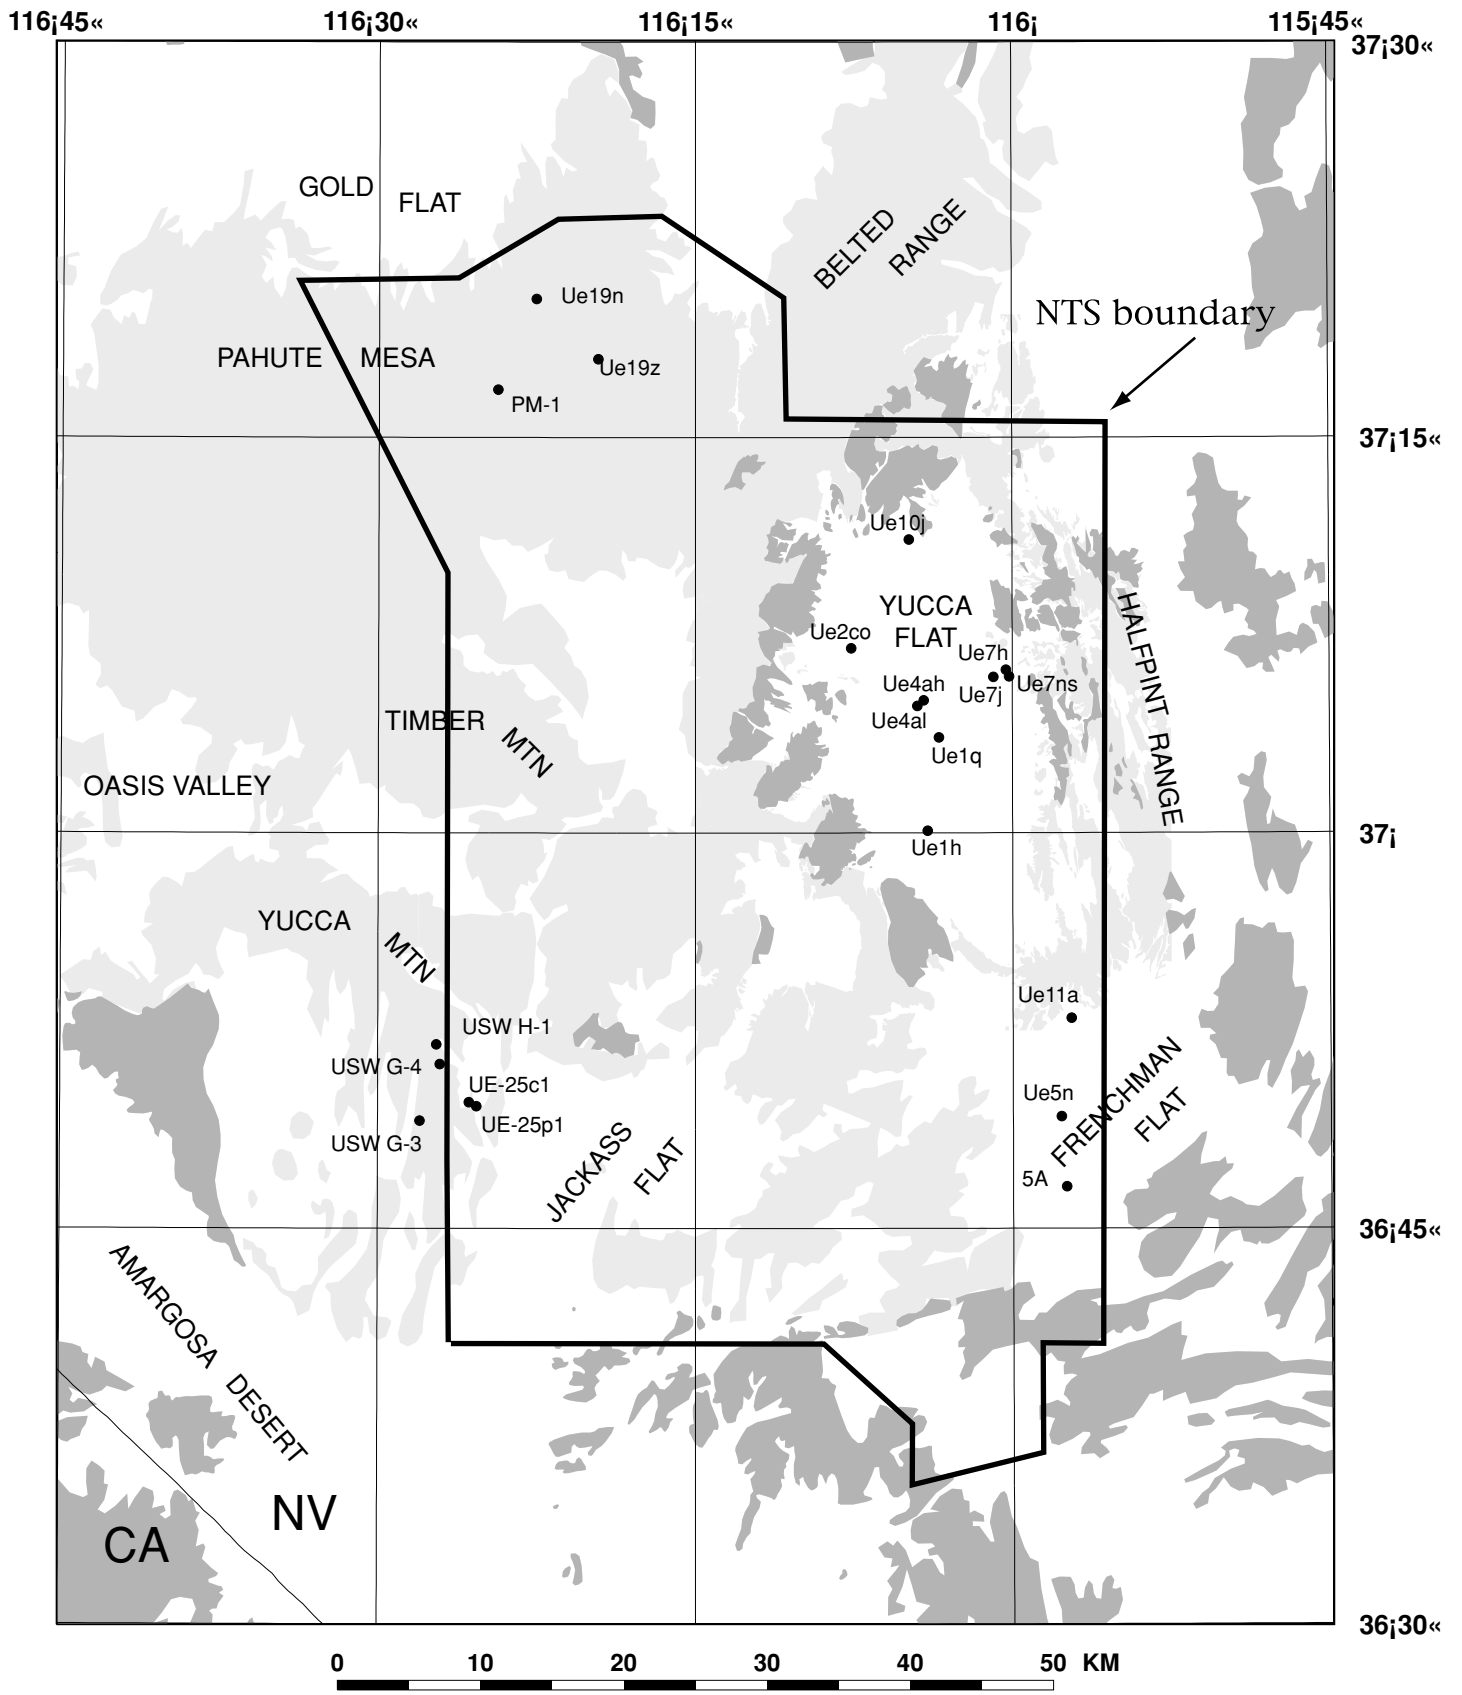 116¡45«
116¡30«
116¡15«
116¡
115¡45«
37¡30«
GOLD
FLAT
BELTED
RANGE
Ue19n
NTS boundary
PAHUTE
MESA
Ue19z
PM-1
37¡15«
Ue10j
YUCCA
FLAT
Ue2co
Ue7h
Ue7j
Ue7ns
Ue4ah
Ue4al
Ue1q
HALFPINT RANGE
TIMBER
MTN
OASIS VALLEY
37¡
Ue1h
YUCCA
MTN
Ue11a
USW H-1
USW G-4
UE-25c1
UE-25p1
USW G-3
Ue5n
FRENCHMAN
FLAT
5A
JACKASS
FLAT
36¡45«
AMARGOSA
DESERT
NV
CA
36¡30«
0
10
20
30
40
50
KM